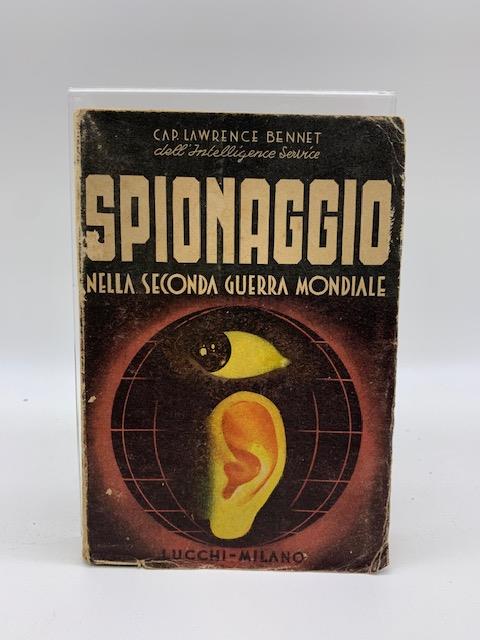 CAP. LAWRENCE BENNET
dell'Intelligence Service
SPIONAGGIO
NELLA SECONDA GUERRA MONDIALE
LUCCHI-MILANO